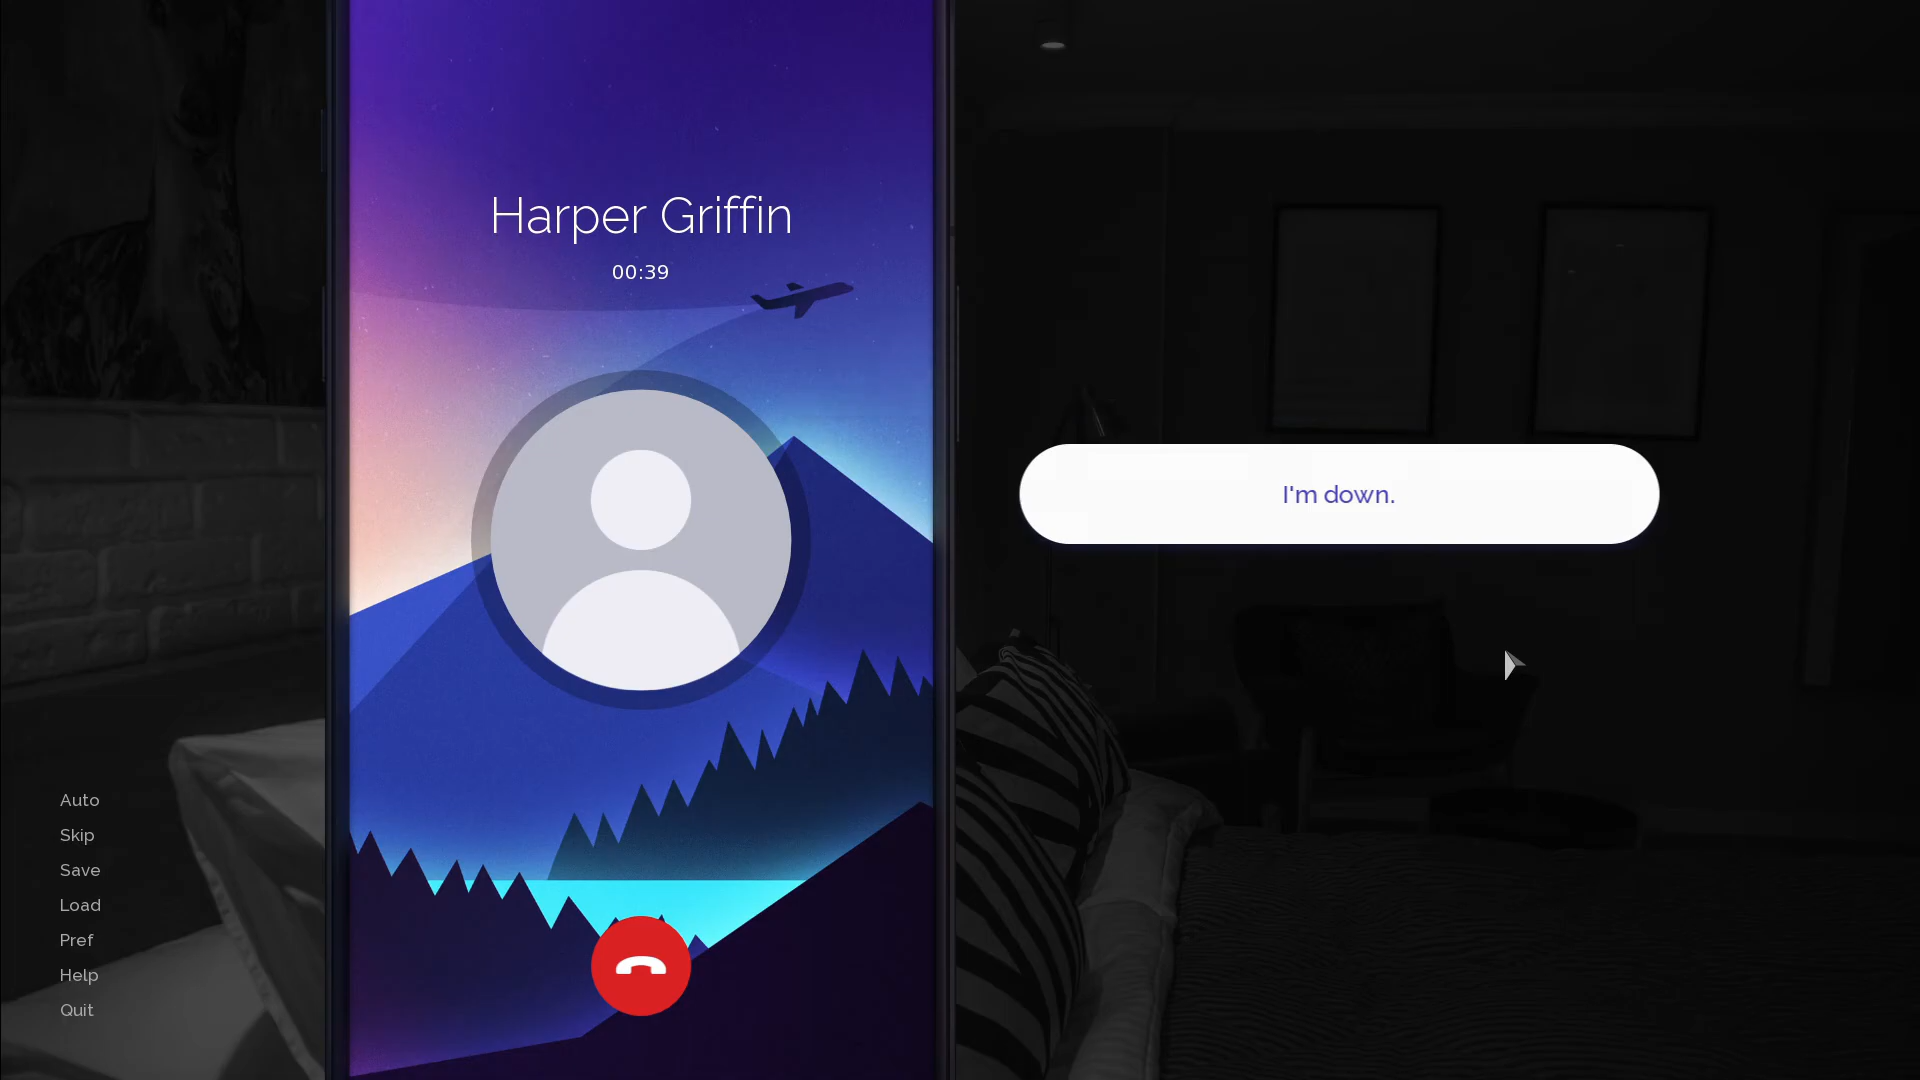 Harper Griffin
00:39
I'm down.
Auto
Skip
Save
Load
Pref
Help
Quit